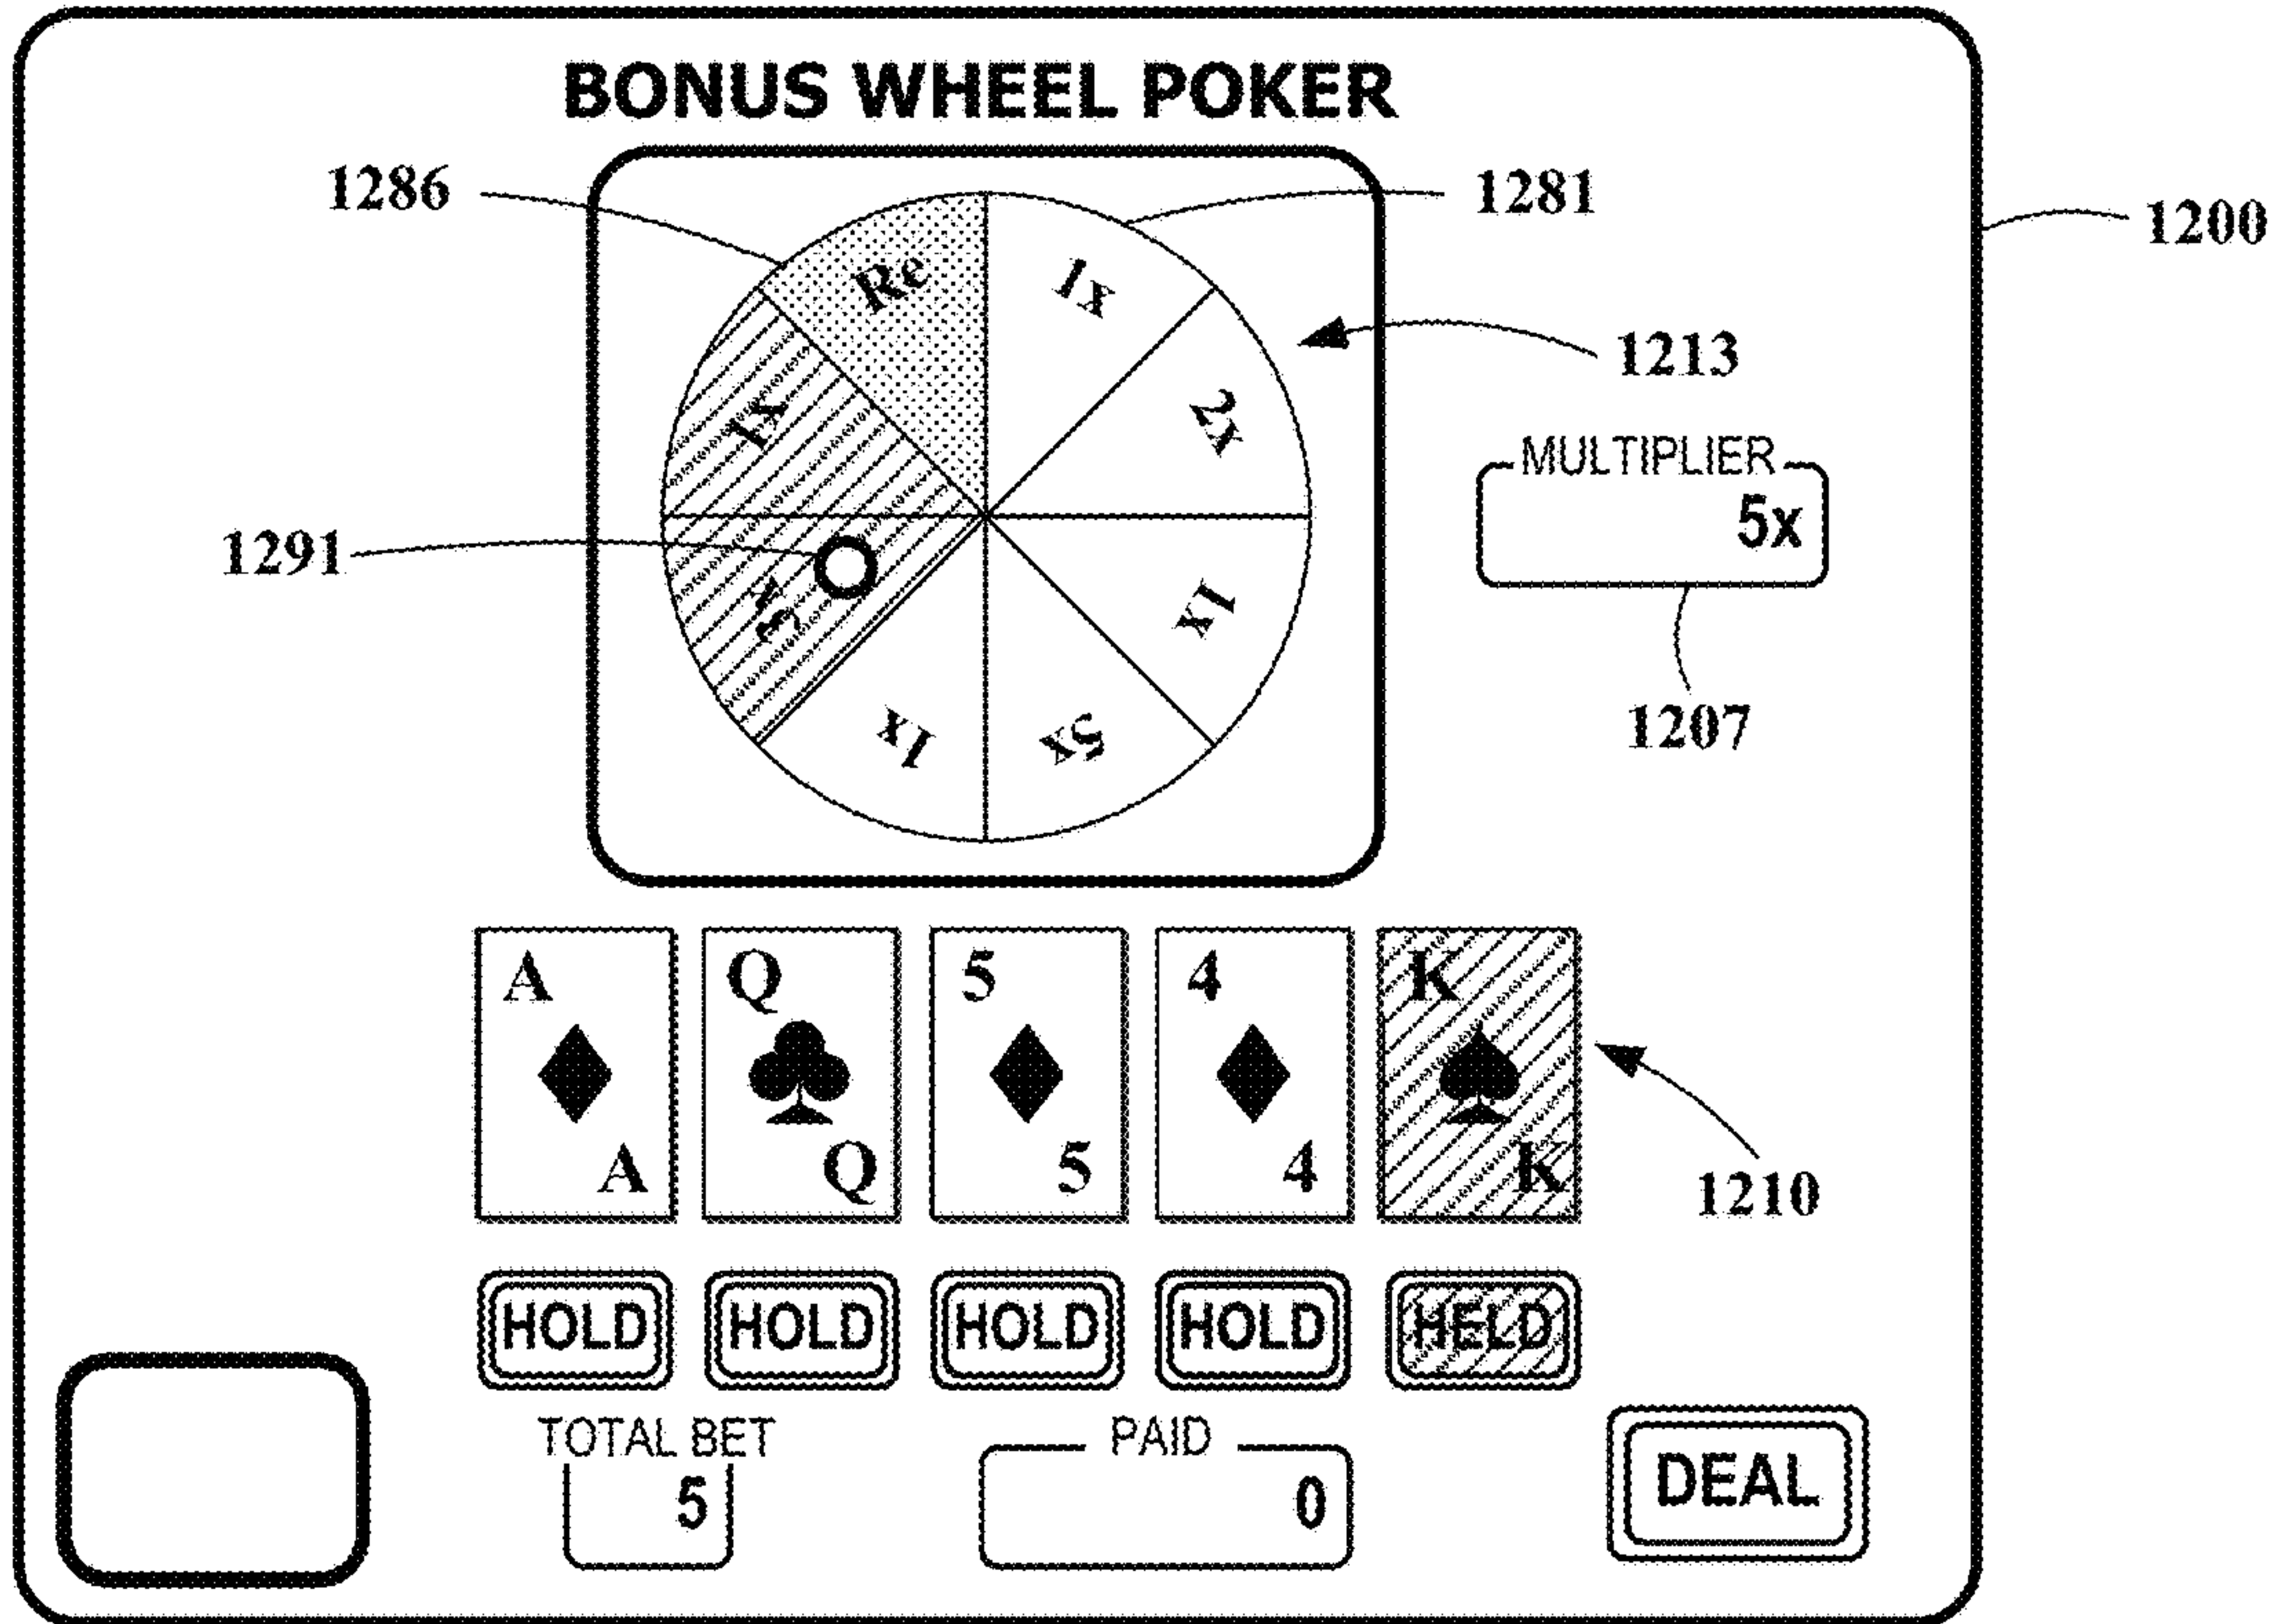 BONUS WHEEL POKER
1286
1281
1200
Re
1x
1213
1x
2x
MULTIPLIER
5x
1291
3x
1x
1x
5x
1207
A Q 5 4 K
A Q 5 4 K
1210
HOLD HOLD HOLD HOLD HELD
TOTAL BET
5
PAID
0
DEAL